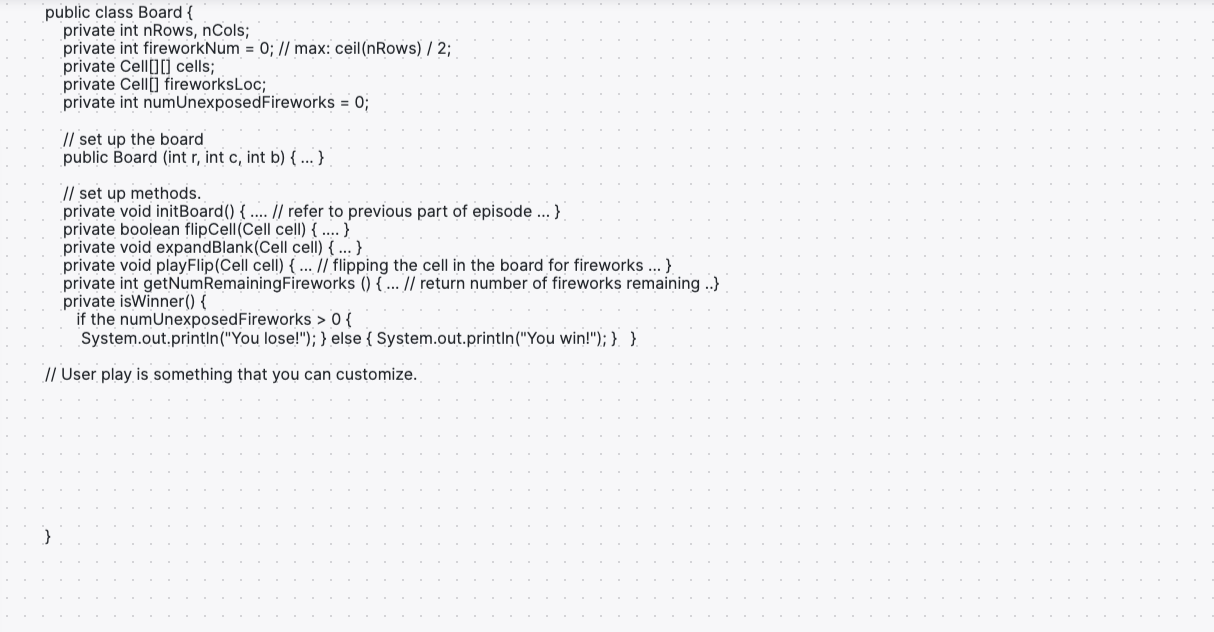 public class Board {
private int nRows, nCols;
private int fireworkNum = 0; // max: ceil(nRows) / 2;
private Cell[][] cells;
private Cell[] fireworksLoc;
private int numUnexposedFireworks = 0;
// set up the board
public Board (int r, int c, int b) { ... }
// set up methods.
private void initBoard() { .... // refer to previous part of episode ... }
private boolean flipCell(Cell cell) { .... }
private void expandBlank(Cell cell) { ... }
private void playFlip(Cell cell) { ... // flipping the cell in the board for fireworks ... }
private int getNumRemainingFireworks () { ... // return number of fireworks remaining ..}
private isWinner() {
if the numUnexposedFireworks > 0 {
System.out.println("You lose!"); } else { System.out.println("You win!"); } }
// User play is something that you can customize.
}